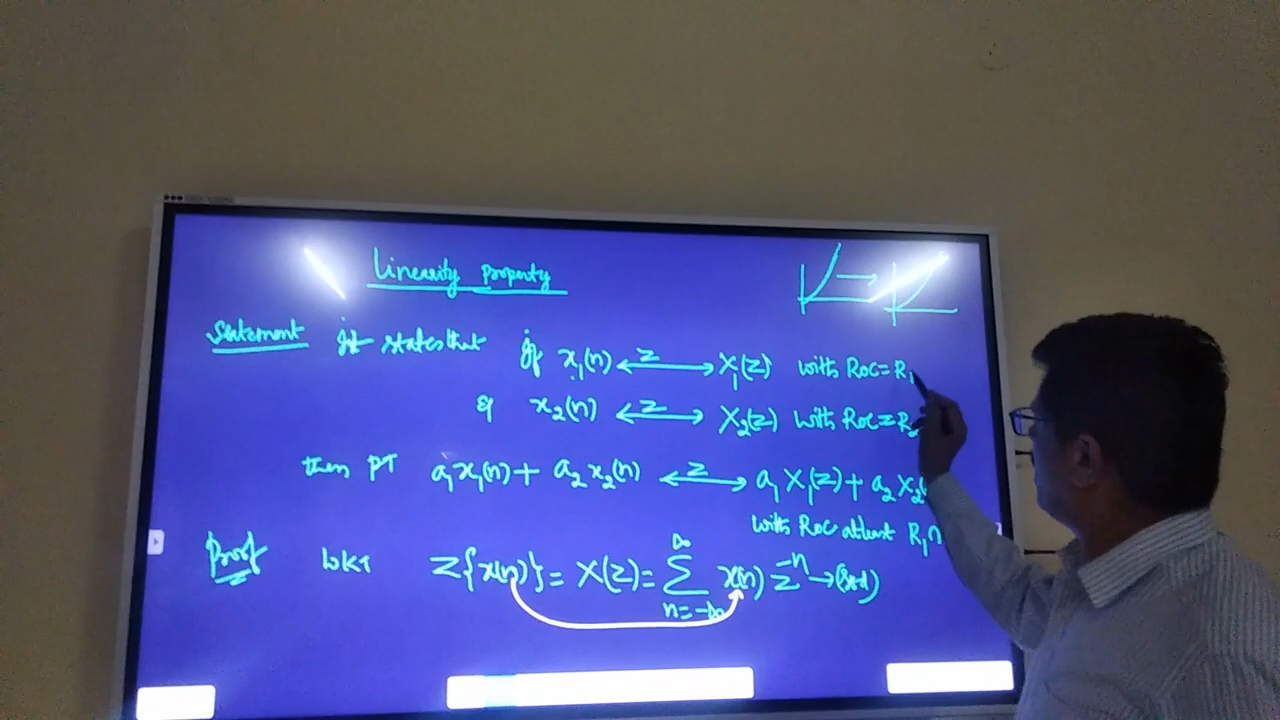 Linearity property
Statement It states that if x₁(n) ←z→ X₁(z) with ROC = R₁
& x₂(n) ←z→ X₂(z) with ROC = R₂
then PT a₁x₁(n) + a₂x₂(n) ←z→ a₁X₁(z) + a₂X₂
with ROC atleast R₁∩
Proof WKT Z{x(n)} = X(z) = ∑_{n=-∞}^{∞} x(n) z^{-n} →